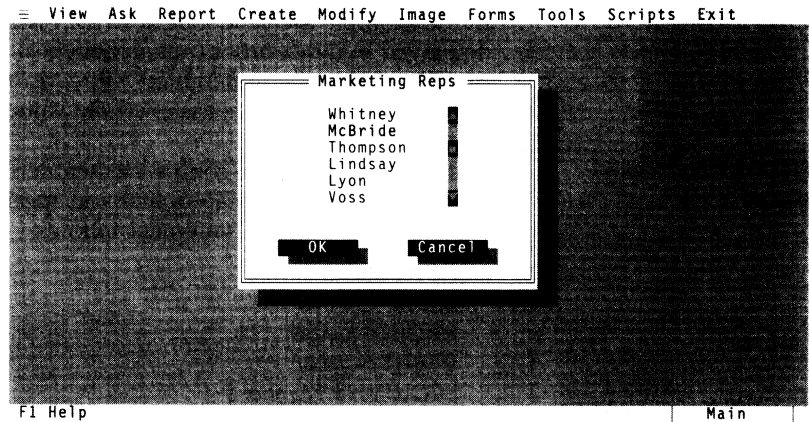 ≡ View Ask Report Create Modify Image Forms Tools Scripts Exit
Marketing Reps
Whitney
McBride
Thompson
Lindsay
Lyon
Voss
OK Cancel
F1 Help Main